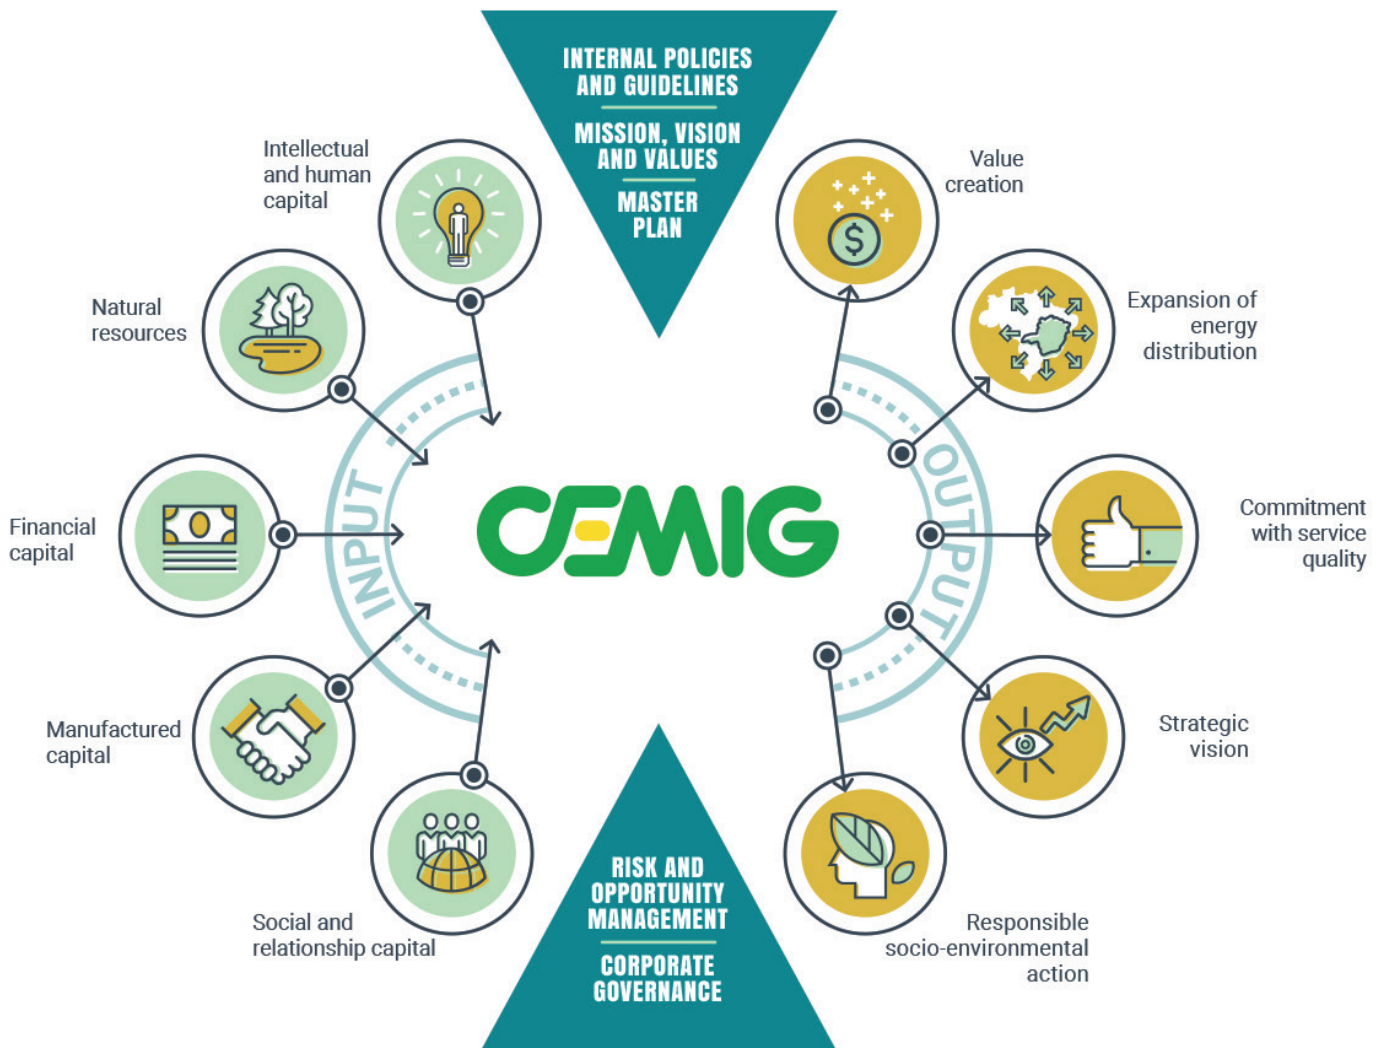 INTERNAL POLICIES
AND GUIDELINES
MISSION, VISION
AND VALUES
MASTER
PLAN
Intellectual
and human
capital
Natural
resources
Financial
capital
Manufactured
capital
Social and
relationship capital
INPUT
CEMIG
OUTPUT
$
Value
creation
Expansion of
energy
distribution
Commitment
with service
quality
Strategic
vision
Responsible
socio-environmental
action
RISK AND
OPPORTUNITY
MANAGEMENT
CORPORATE
GOVERNANCE